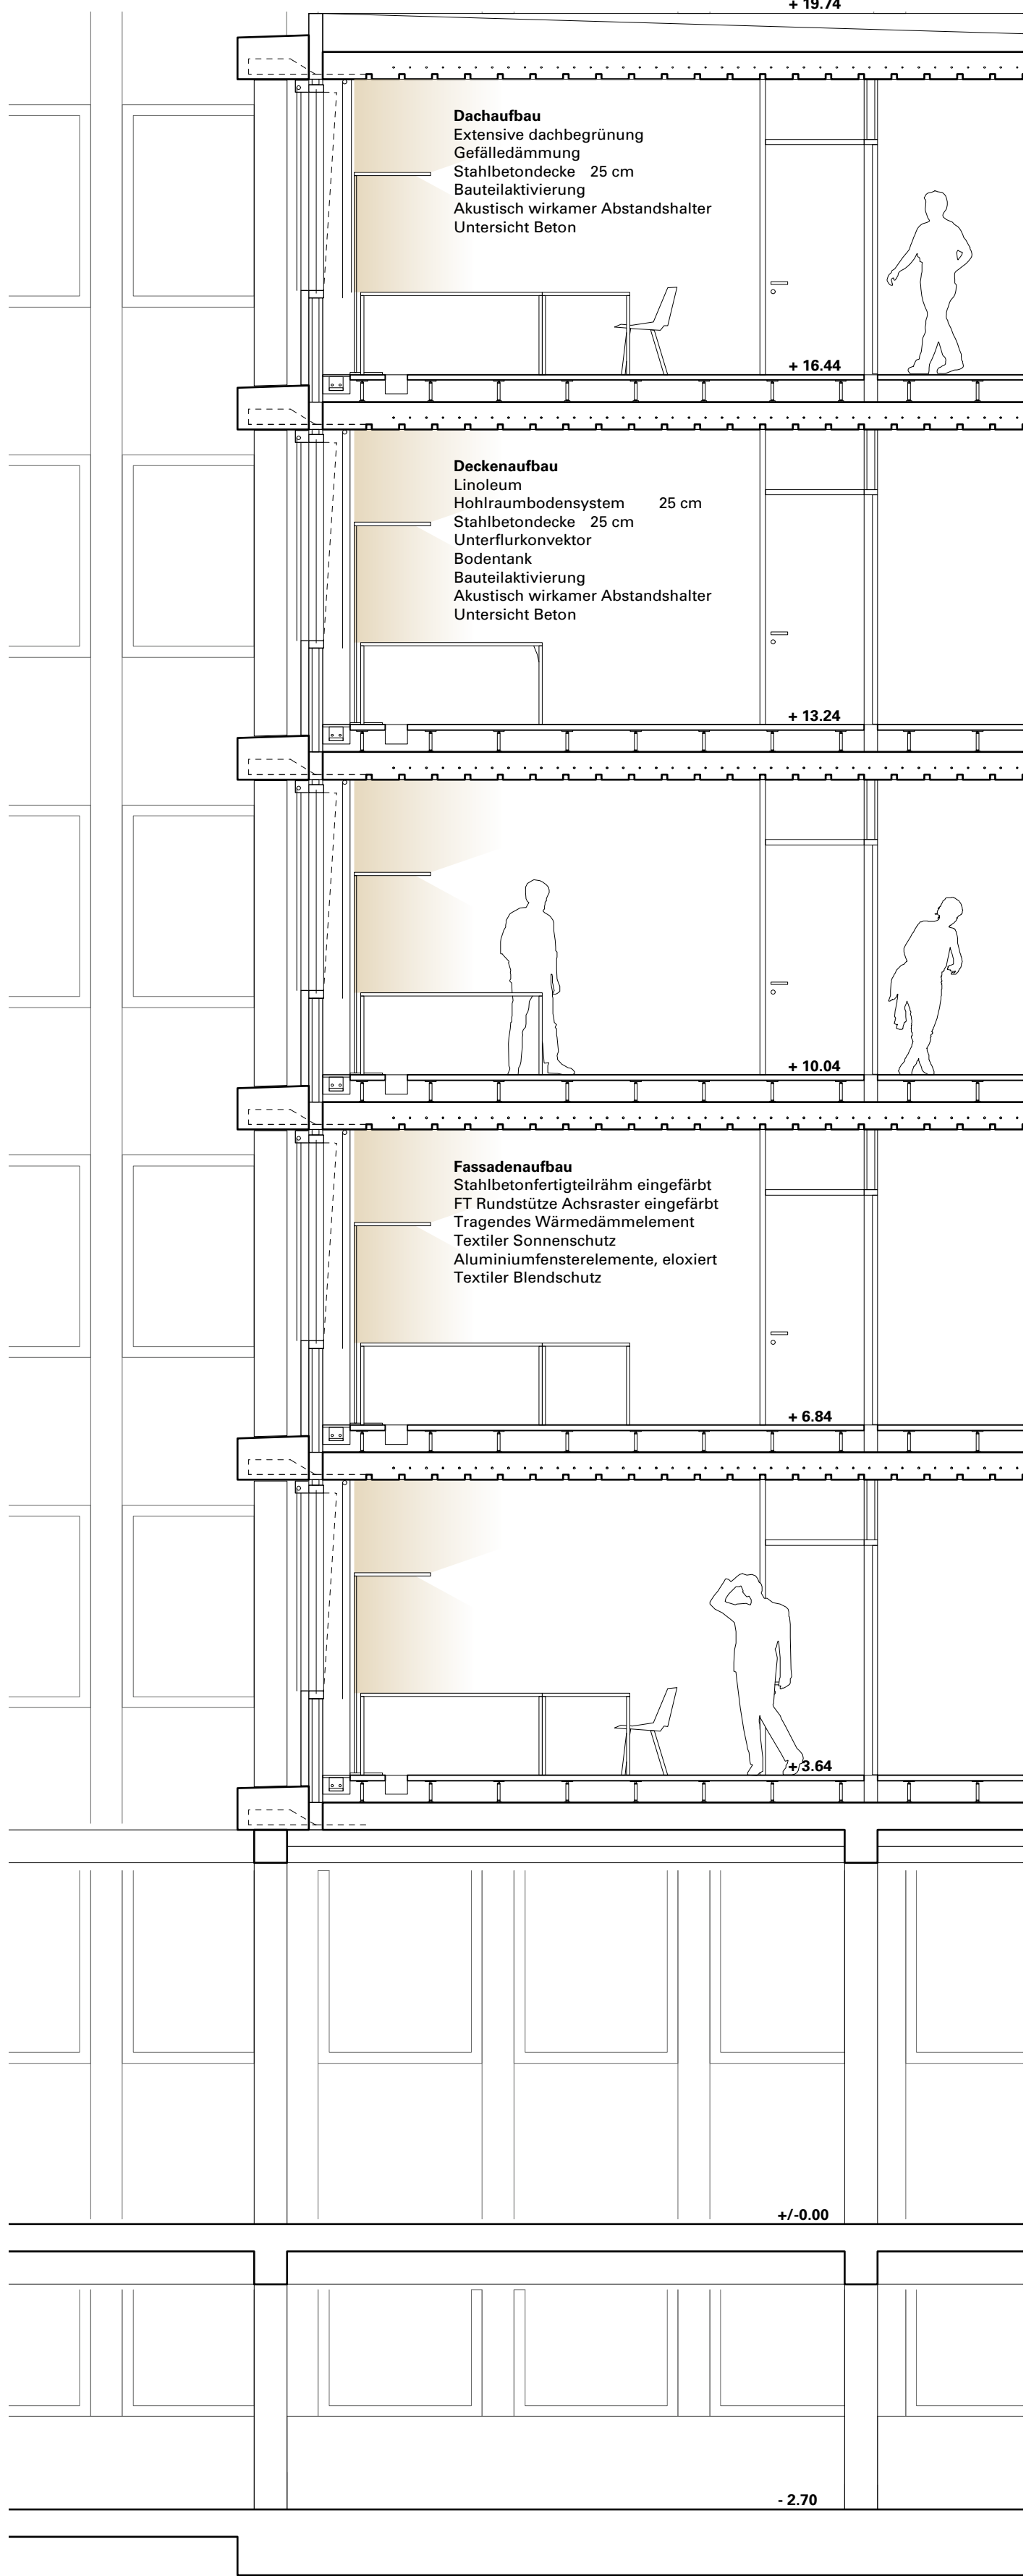 + 19.74
Dachaufbau
Extensive dachbegrünung
Gefälledämmung
Stahlbetondecke 25 cm
Bauteilaktivierung
Akustisch wirkamer Abstandshalter
Untersicht Beton
+ 16.44
Deckenaufbau
Linoleum
Hohlraumbodensystem 25 cm
Stahlbetondecke 25 cm
Unterflurkonvektor
Bodentank
Bauteilaktivierung
Akustisch wirkamer Abstandshalter
Untersicht Beton
+ 13.24
+ 10.04
Fassadenaufbau
Stahlbetonfertigteilrähm eingefärbt
FT Rundstütze Achsraster eingefärbt
Tragendes Wärmedämmelement
Textiler Sonnenschutz
Aluminiumfensterelemente, eloxiert
Textiler Blendschutz
+ 6.84
+ 3.64
+/-0.00
- 2.70